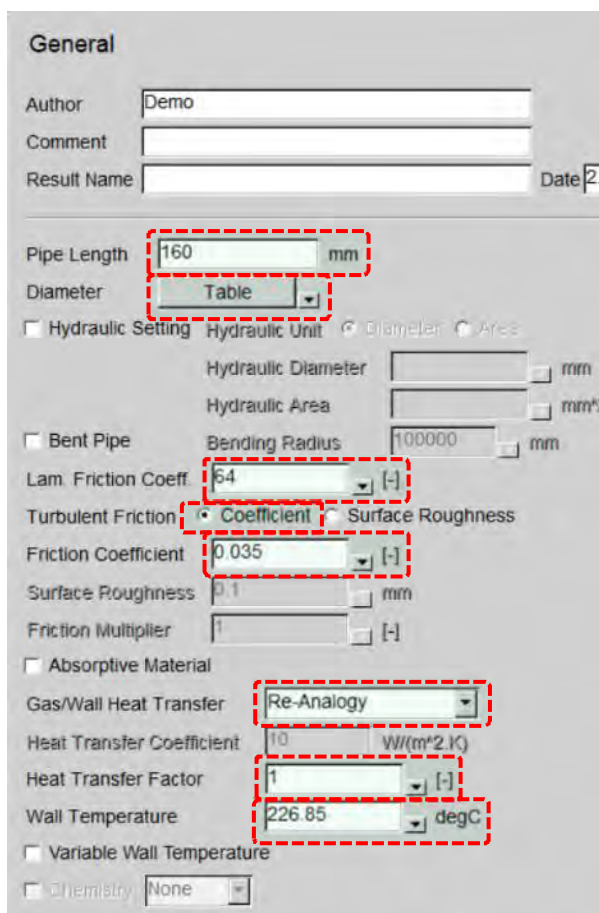 General
Author Demo
Comment
Result Name Date 2.
Pipe Length 160 mm
Diameter Table
Hydraulic Setting Hydraulic Unit Diameter Area
Hydraulic Diameter mm
Hydraulic Area mm^
Bent Pipe Bending Radius 100000 mm
Lam. Friction Coeff. 64 [-]
Turbulent Friction Coefficient Surface Roughness
Friction Coefficient 0.035 [-]
Surface Roughness 0.1 mm
Friction Multiplier 1 [-]
Absorptive Material
Gas/Wall Heat Transfer Re-Analogy
Heat Transfer Coefficient 10 W/(m^2.K)
Heat Transfer Factor 1 [-]
Wall Temperature 226.85 degC
Variable Wall Temperature
Chemistry None